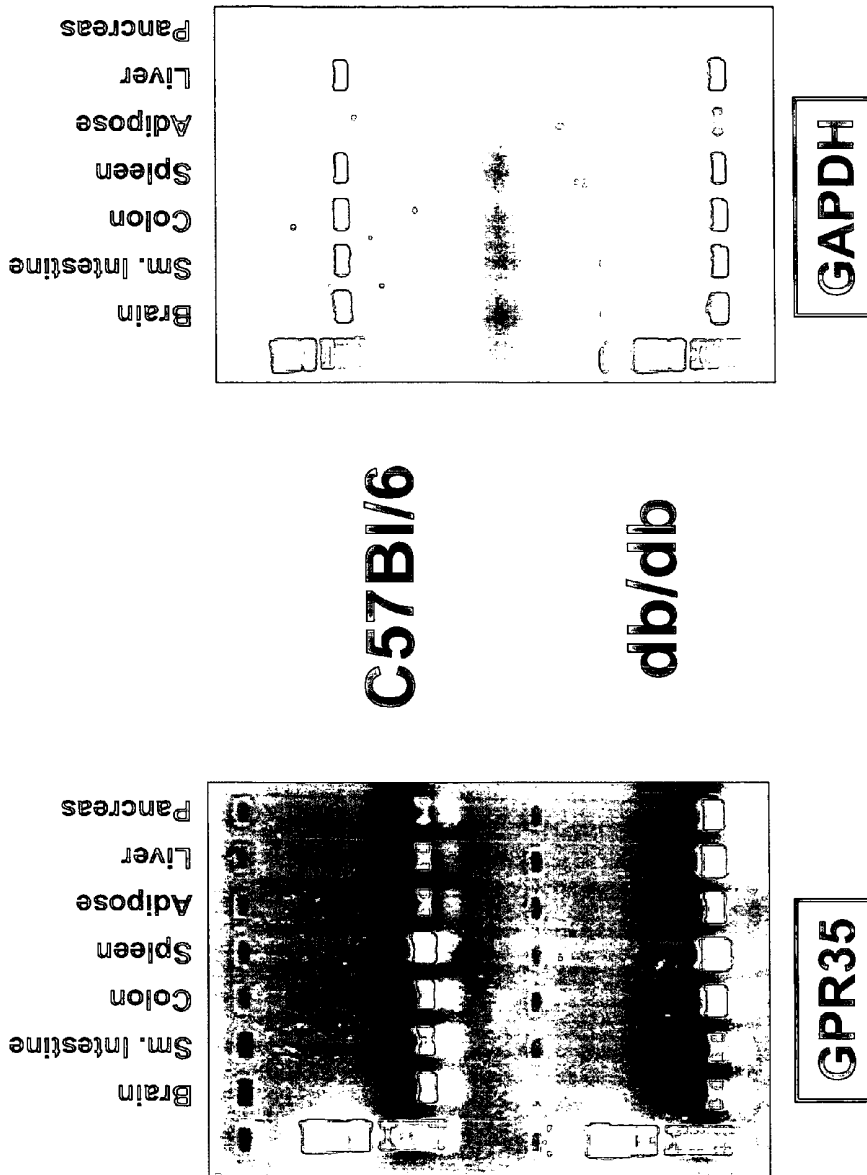 Brain
Sm. Intestine
Colon
Spleen
Adipose
Liver
Pancreas
GPR35
C57Bl/6
db/db
Brain
Sm. Intestine
Colon
Spleen
Adipose
Liver
Pancreas
GAPDH